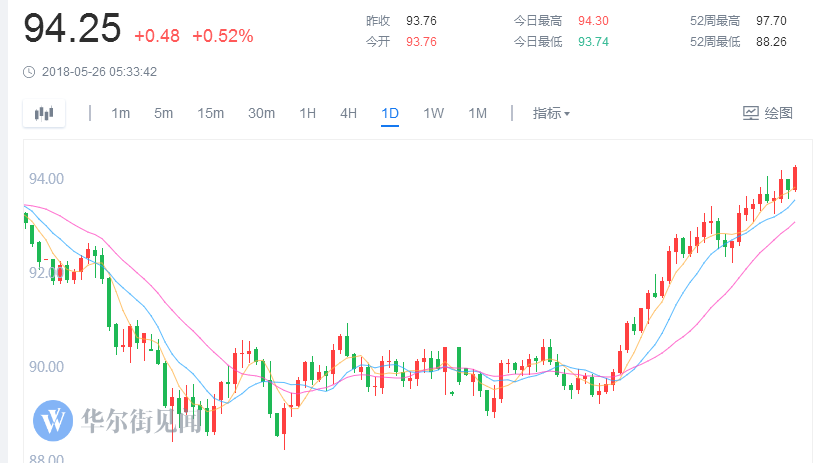 94.25 +0.48 +0.52% 昨收 93.76 今日最高 94.30 52周最高 97.70
今开 93.76 今日最低 93.74 52周最低 88.26
2018-05-26 05:33:42
1m 5m 15m 30m 1H 4H 1D 1W 1M 指标 绘图
94.00
92.00
90.00
W 华尔街见闻
88.00